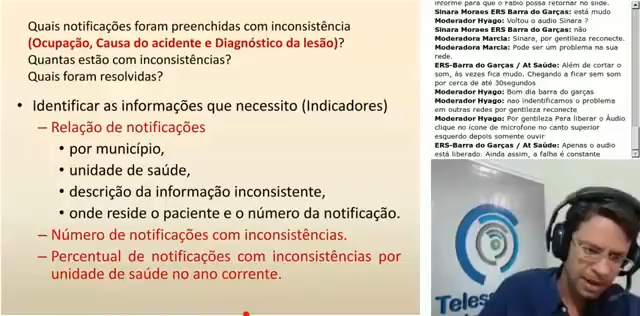 Quais notificações foram preenchidas com inconsistência
(Ocupação, Causa do acidente e Diagnóstico da lesão)?
Quantas estão com inconsistências?
Quais foram resolvidas?
• Identificar as informações que necessito (Indicadores)
– Relação de notificações
• por município,
• unidade de saúde,
• descrição da informação inconsistente,
• onde reside o paciente e o número da notificação.
– Número de notificações com inconsistências.
– Percentual de notificações com inconsistências por
unidade de saúde no ano corrente.
informe para que o Fabio possa retornar no slide.
Sinara Moraes ERS Barra do Garças: está mudo
Moderador Hyago: Voltou o audio Sinara ?
Sinara Moraes ERS Barra do Garças: não
Moderadora Marcia: Sinara, por gentileza reconecte.
Moderadora Marcia: Pode ser um problema na sua
rede.
ERS-Barra do Garças / At Saúde: Além de cortar o
som, às vezes fica mudo. Chegando a ficar sem som
por cerca de até 30segundos
Moderador Hyago: Bom dia barra do garças
Moderador Hyago: nao indentificamos o problema
em outras redes por gentileza reconecte
Moderador Hyago: Por gentileza Para liberar o Áudio
clique no ícone de microfone no canto superior
esquerdo depois somente ouvir
ERS-Barra do Garças / At Saúde: Apenas o audio
está liberado. Ainda assim, a falha é constante
Teless